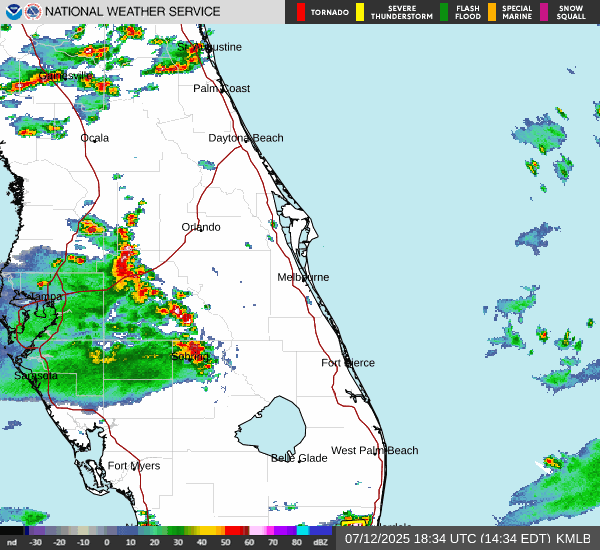 NATIONAL WEATHER SERVICE
TORNADO
SEVERE
THUNDERSTORM
FLASH
FLOOD
SPECIAL
MARINE
SNOW
SQUALL
St Augustine
Gainesville
Palm Coast
Ocala
Daytona Beach
Orlando
Melbourne
Tampa
Sebring
Fort Pierce
Sarasota
West Palm Beach
Belle Glade
Fort Myers
nd -30 -20 -10 0 10 20 30 40 50 60 70 80 dBZ
07/12/2025 18:34 UTC (14:34 EDT) KMLB